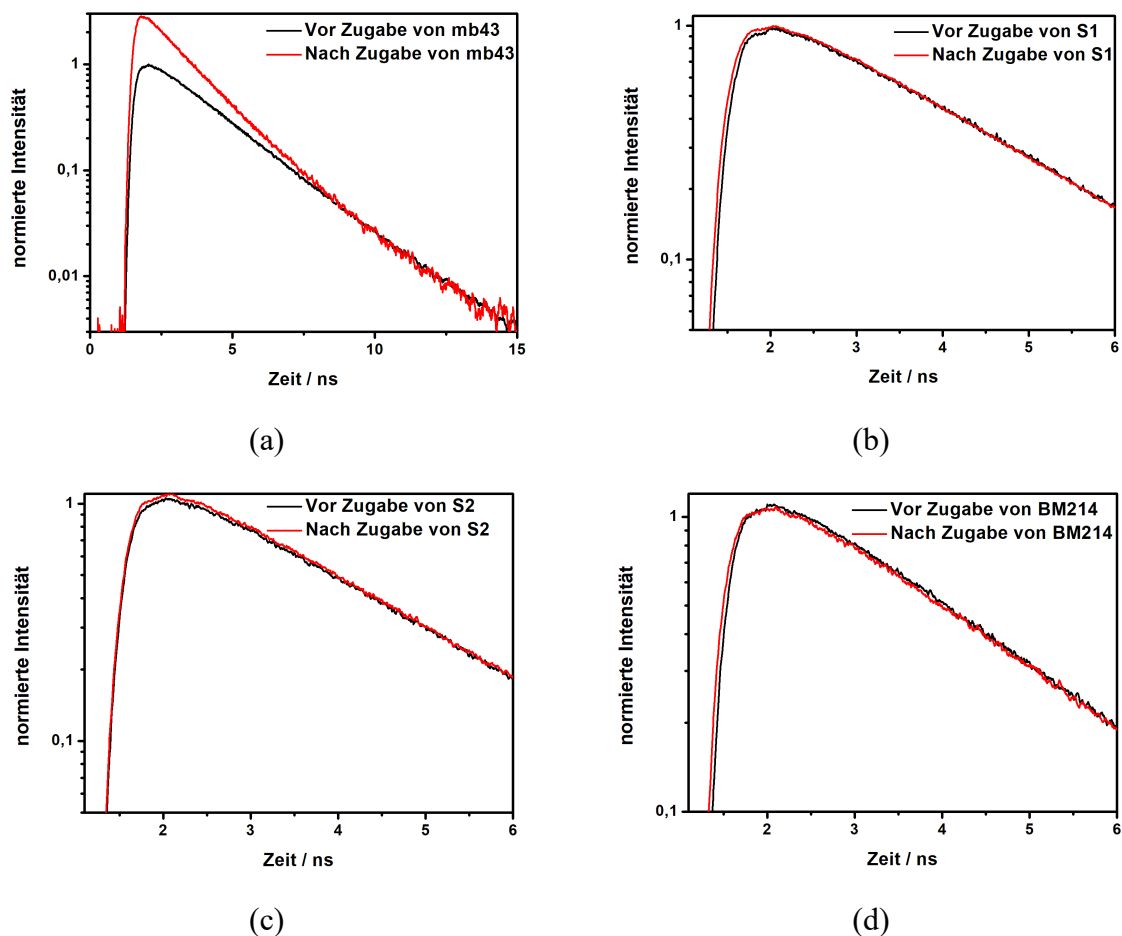 Vor Zugabe von mb43
Nach Zugabe von mb43
normierte Intensität
1
0,1
0,01
0
5
10
15
Zeit / ns
(a)
Vor Zugabe von S1
Nach Zugabe von S1
normierte Intensität
1
0,1
2
3
4
5
6
Zeit / ns
(b)
Vor Zugabe von S2
Nach Zugabe von S2
normierte Intensität
1
0,1
2
3
4
5
6
Zeit / ns
(c)
Vor Zugabe von BM214
Nach Zugabe von BM214
normierte Intensität
1
0,1
2
3
4
5
6
Zeit / ns
(d)